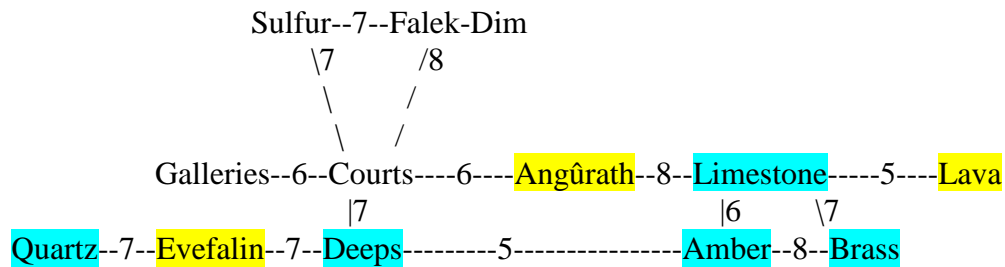 Sulfur--7--Falek-Dim
\7 /8
\ /
\ /
Galleries--6--Courts----6----Angûrath--8--Limestone-----5----Lava
|7 |6 \7
Quartz--7--Evefalin--7--Deeps---------5----------------Amber--8--Brass